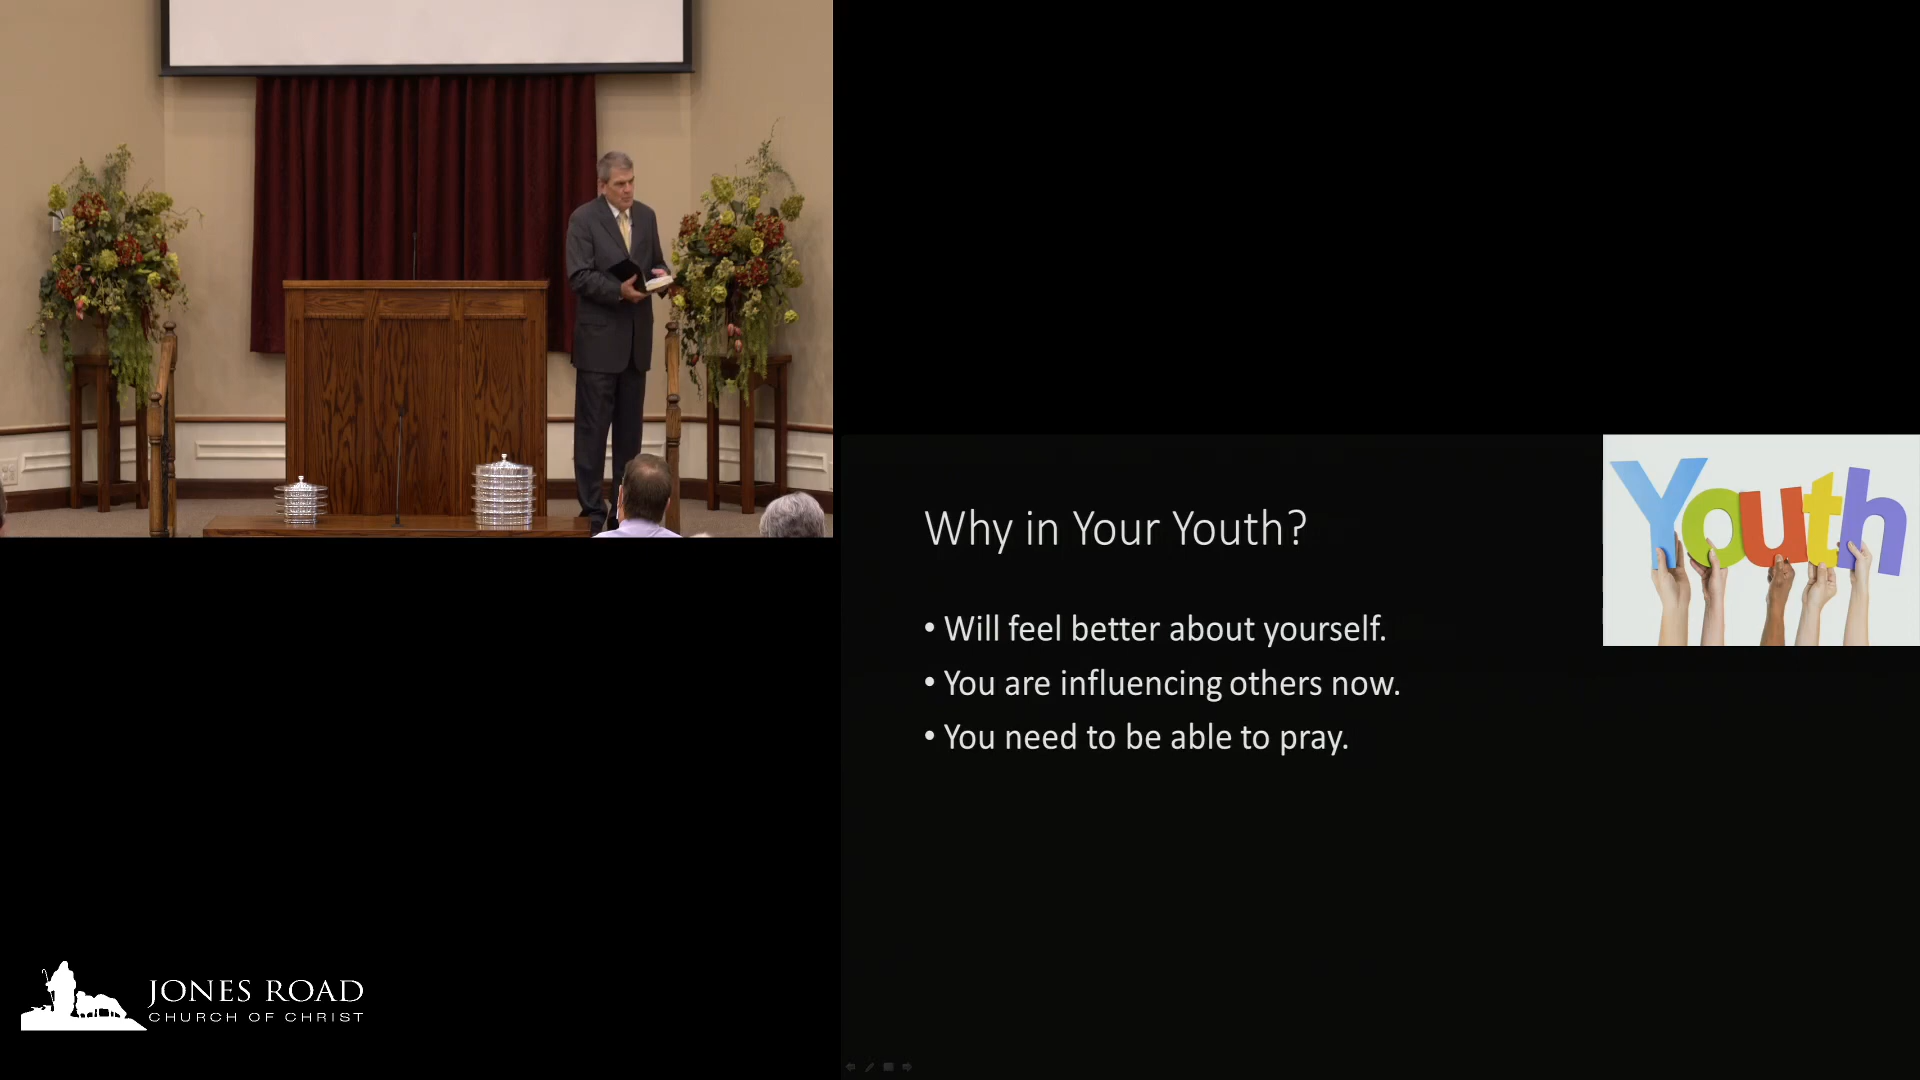 Why in Your Youth?
• Will feel better about yourself.
• You are influencing others now.
• You need to be able to pray.
Youth
JONES ROAD
CHURCH OF CHRIST